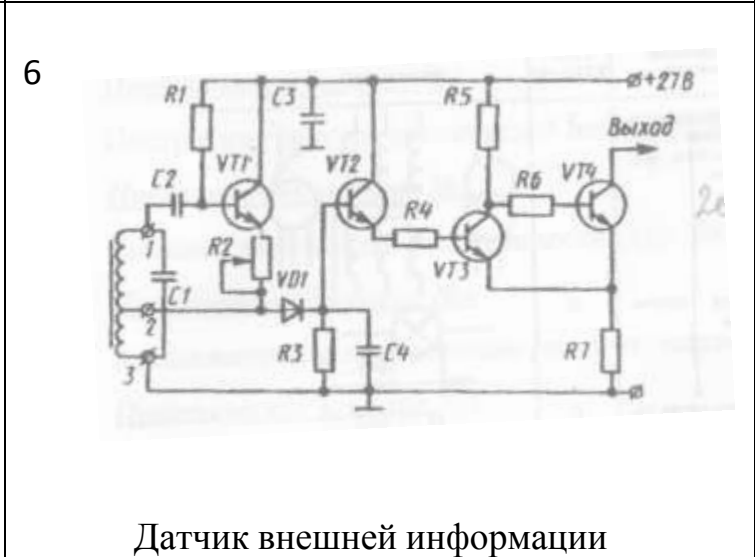 6
R1
C3
R5
+27В
Выход
VT1
VT2
C2
R6
VT4
R4
1
R2
VT3
C1
VD1
2
R3
C4
R7
3
Датчик внешней информации